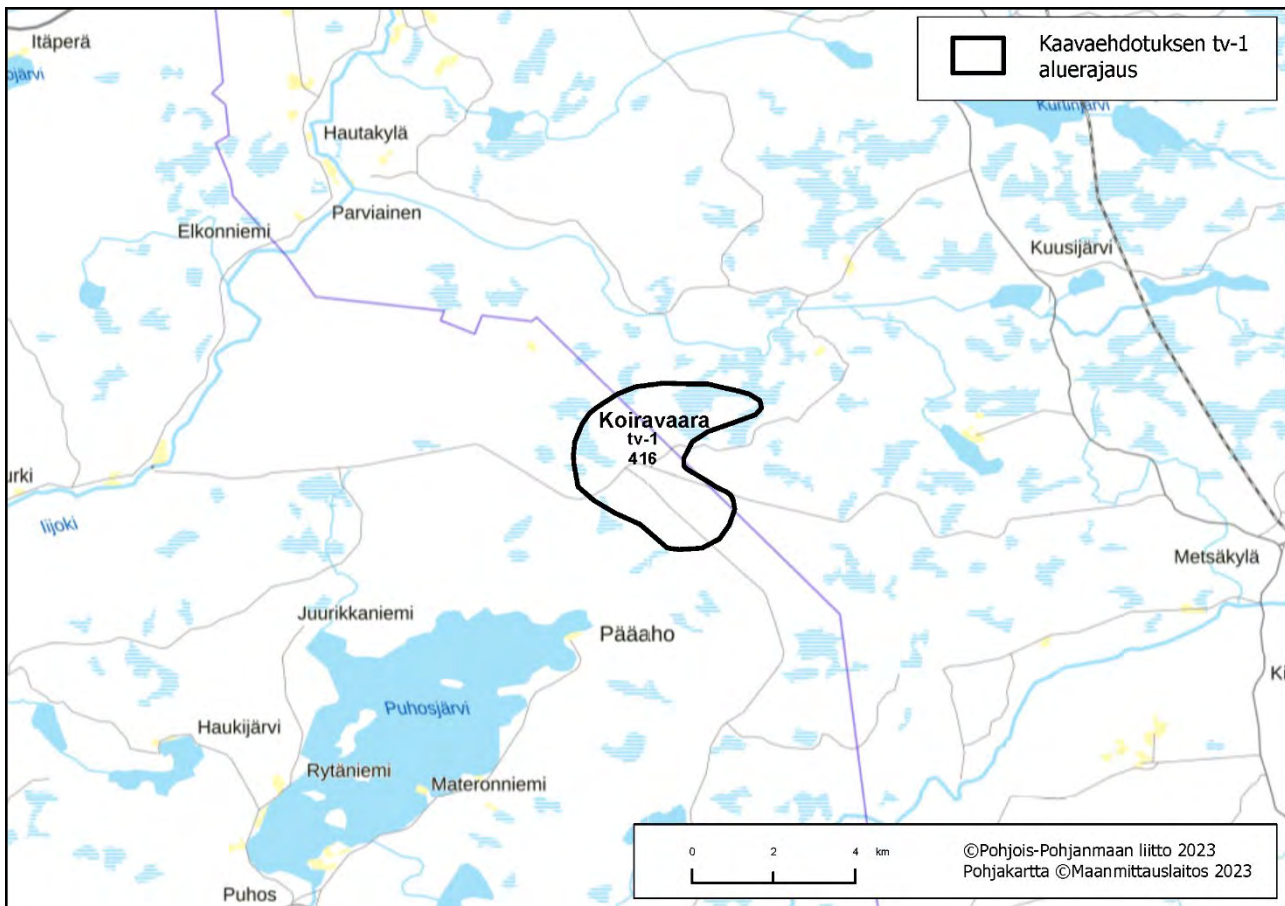 Itäperä
Kaavaehdotuksen tv-1
aluerajaus
Kurtinjärvi
Hautakylä
Parviainen
Elkonniemi
Kuusijärvi
Koiravaara
tv-1
416
Iijoki
Metsäkylä
Juurikkaniemi
Pääaho
Puhosjärvi
Haukijärvi
Rytäniemi
Materonniemi
Puhos
0 2 4 km
©Pohjois-Pohjanmaan liitto 2023
Pohjakartta ©Maanmittauslaitos 2023